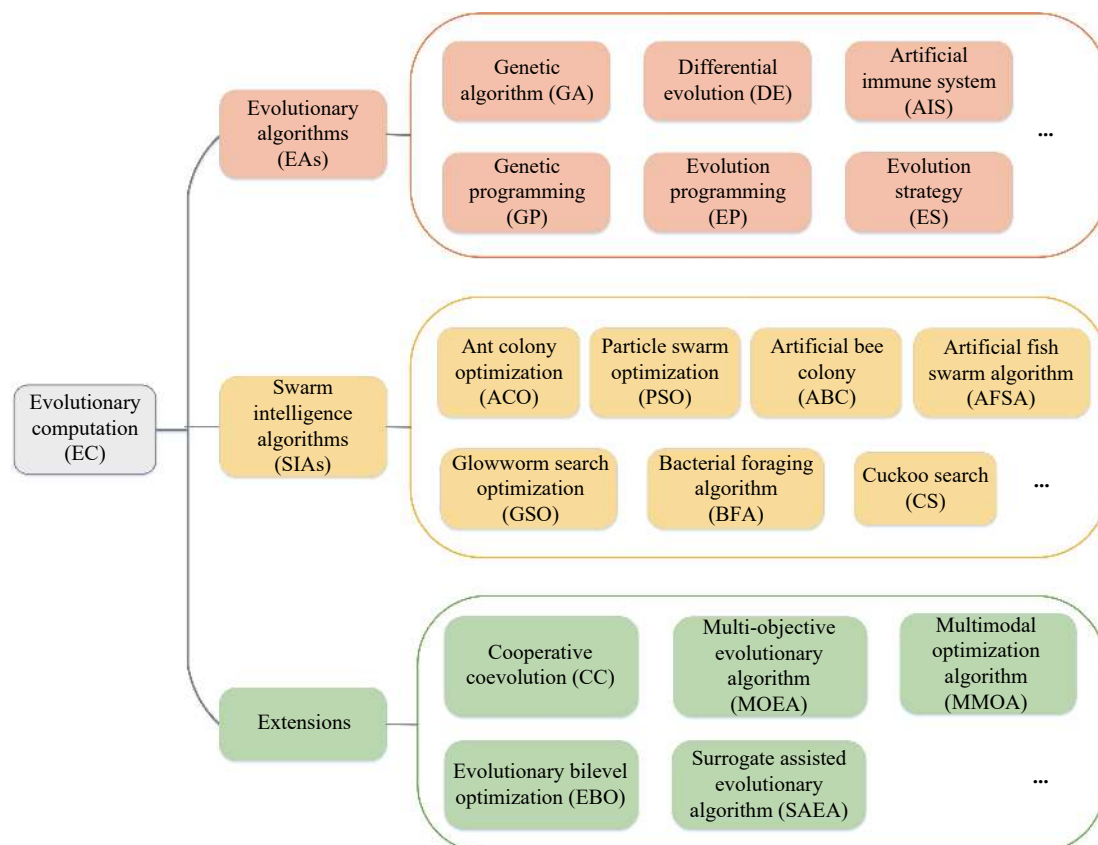 Genetic
algorithm (GA)
Differential
evolution (DE)
Artificial
immune system
(AIS)
Evolutionary
algorithms
(EAs)
...
Genetic
programming
(GP)
Evolution
programming
(EP)
Evolution
strategy
(ES)
Ant colony
optimization
(ACO)
Particle swarm
optimization
(PSO)
Artificial bee
colony
(ABC)
Artificial fish
swarm algorithm
(AFSA)
Evolutionary
computation
(EC)
Swarm
intelligence
algorithms
(SIAs)
Glowworm search
optimization
(GSO)
Bacterial foraging
algorithm
(BFA)
Cuckoo search
(CS)
...
Cooperative
coevolution (CC)
Multi-objective
evolutionary
algorithm
(MOEA)
Multimodal
optimization
algorithm
(MMOA)
Extensions
Evolutionary bilevel
optimization (EBO)
Surrogate assisted
evolutionary
algorithm (SAEA)
...